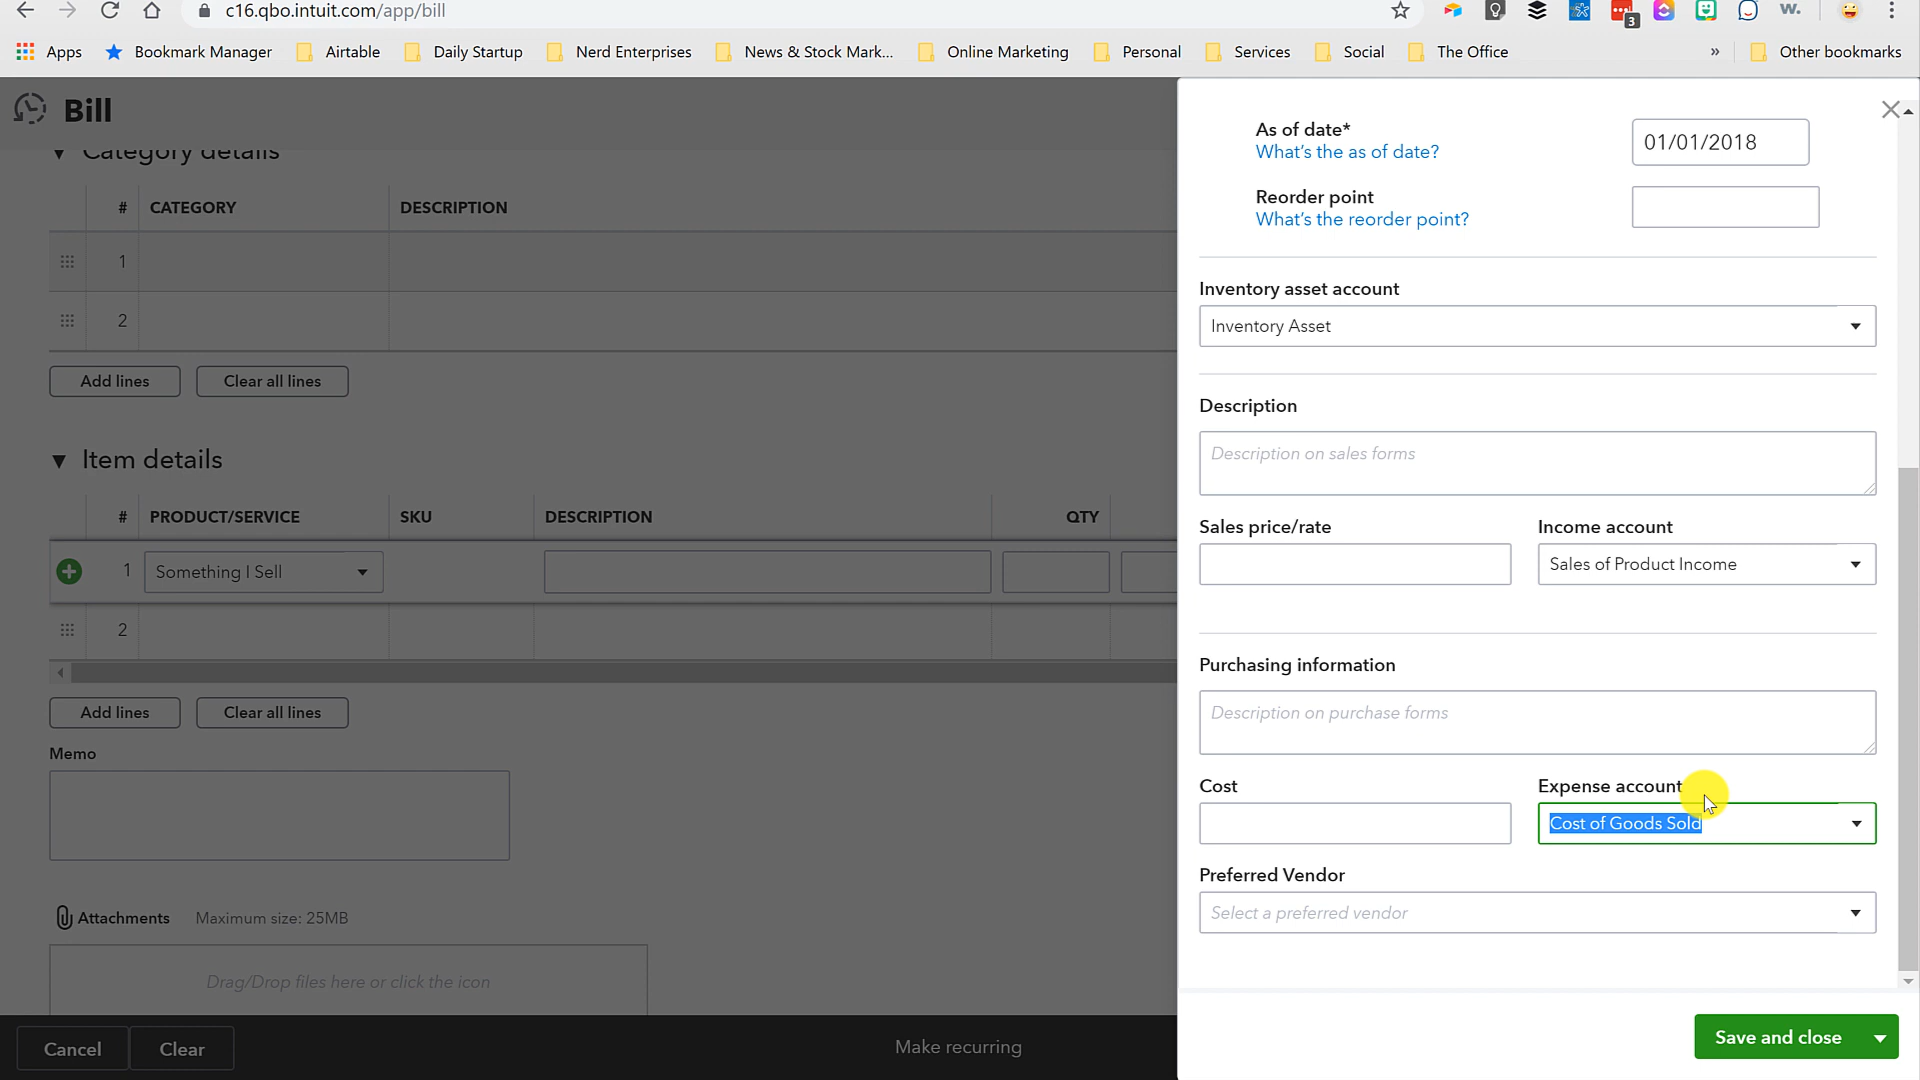 c16.qbo.intuit.com/app/bill
3
w.
Apps
Bookmark Manager
Airtable
Daily Startup
Nerd Enterprises
News & Stock Mark...
Online Marketing
Personal
Services
Social
The Office
»
Other bookmarks
Bill
Category details
# CATEGORY DESCRIPTION
1
2
Add lines
Clear all lines
Item details
# PRODUCT/SERVICE SKU DESCRIPTION QTY
1 Something I Sell
2
Add lines
Clear all lines
Memo
Attachments Maximum size: 25MB
Drag/Drop files here or click the icon
Cancel
Clear
Make recurring
As of date*
What's the as of date?
01/01/2018
Reorder point
What's the reorder point?
Inventory asset account
Inventory Asset
Description
Description on sales forms
Sales price/rate
Income account
Sales of Product Income
Purchasing information
Description on purchase forms
Cost
Expense account
Cost of Goods Sold
Preferred Vendor
Select a preferred vendor
Save and close